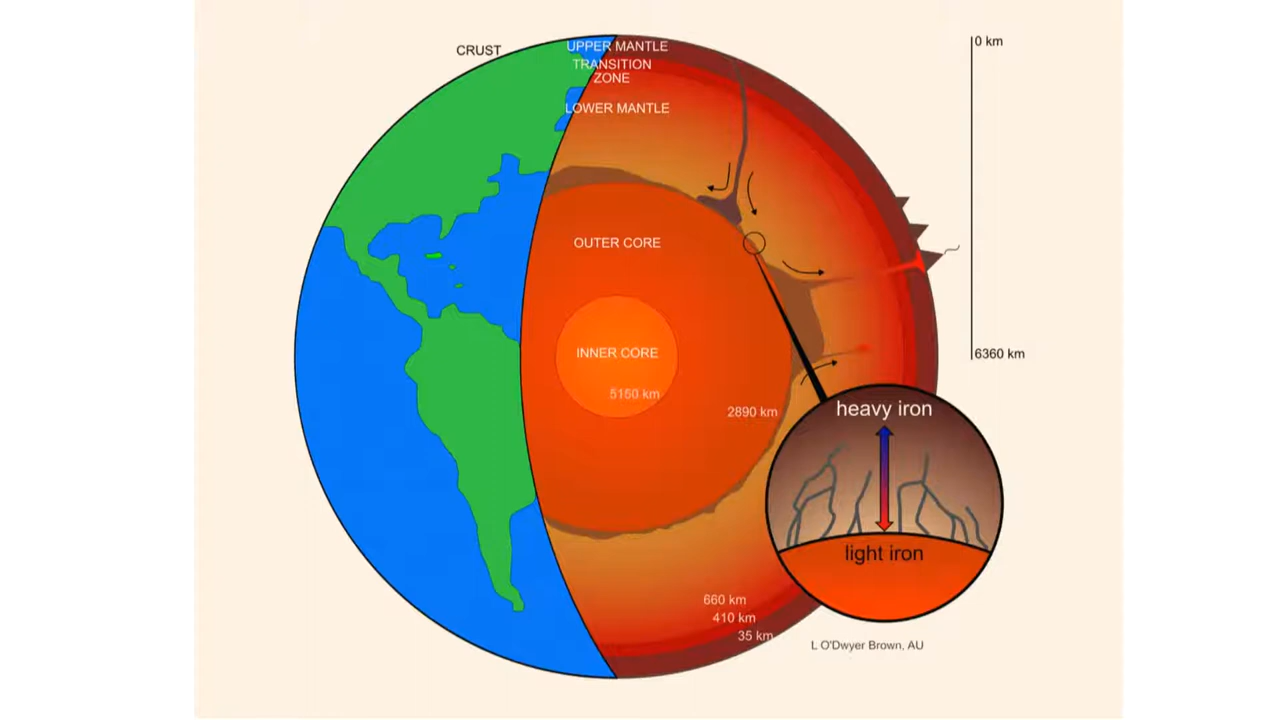 CRUST
UPPER MANTLE
TRANSITION
ZONE
LOWER MANTLE
0 km
OUTER CORE
INNER CORE
5150 km
2890 km
6360 km
heavy iron
light iron
660 km
410 km
35 km
L O'Dwyer Brown, AU